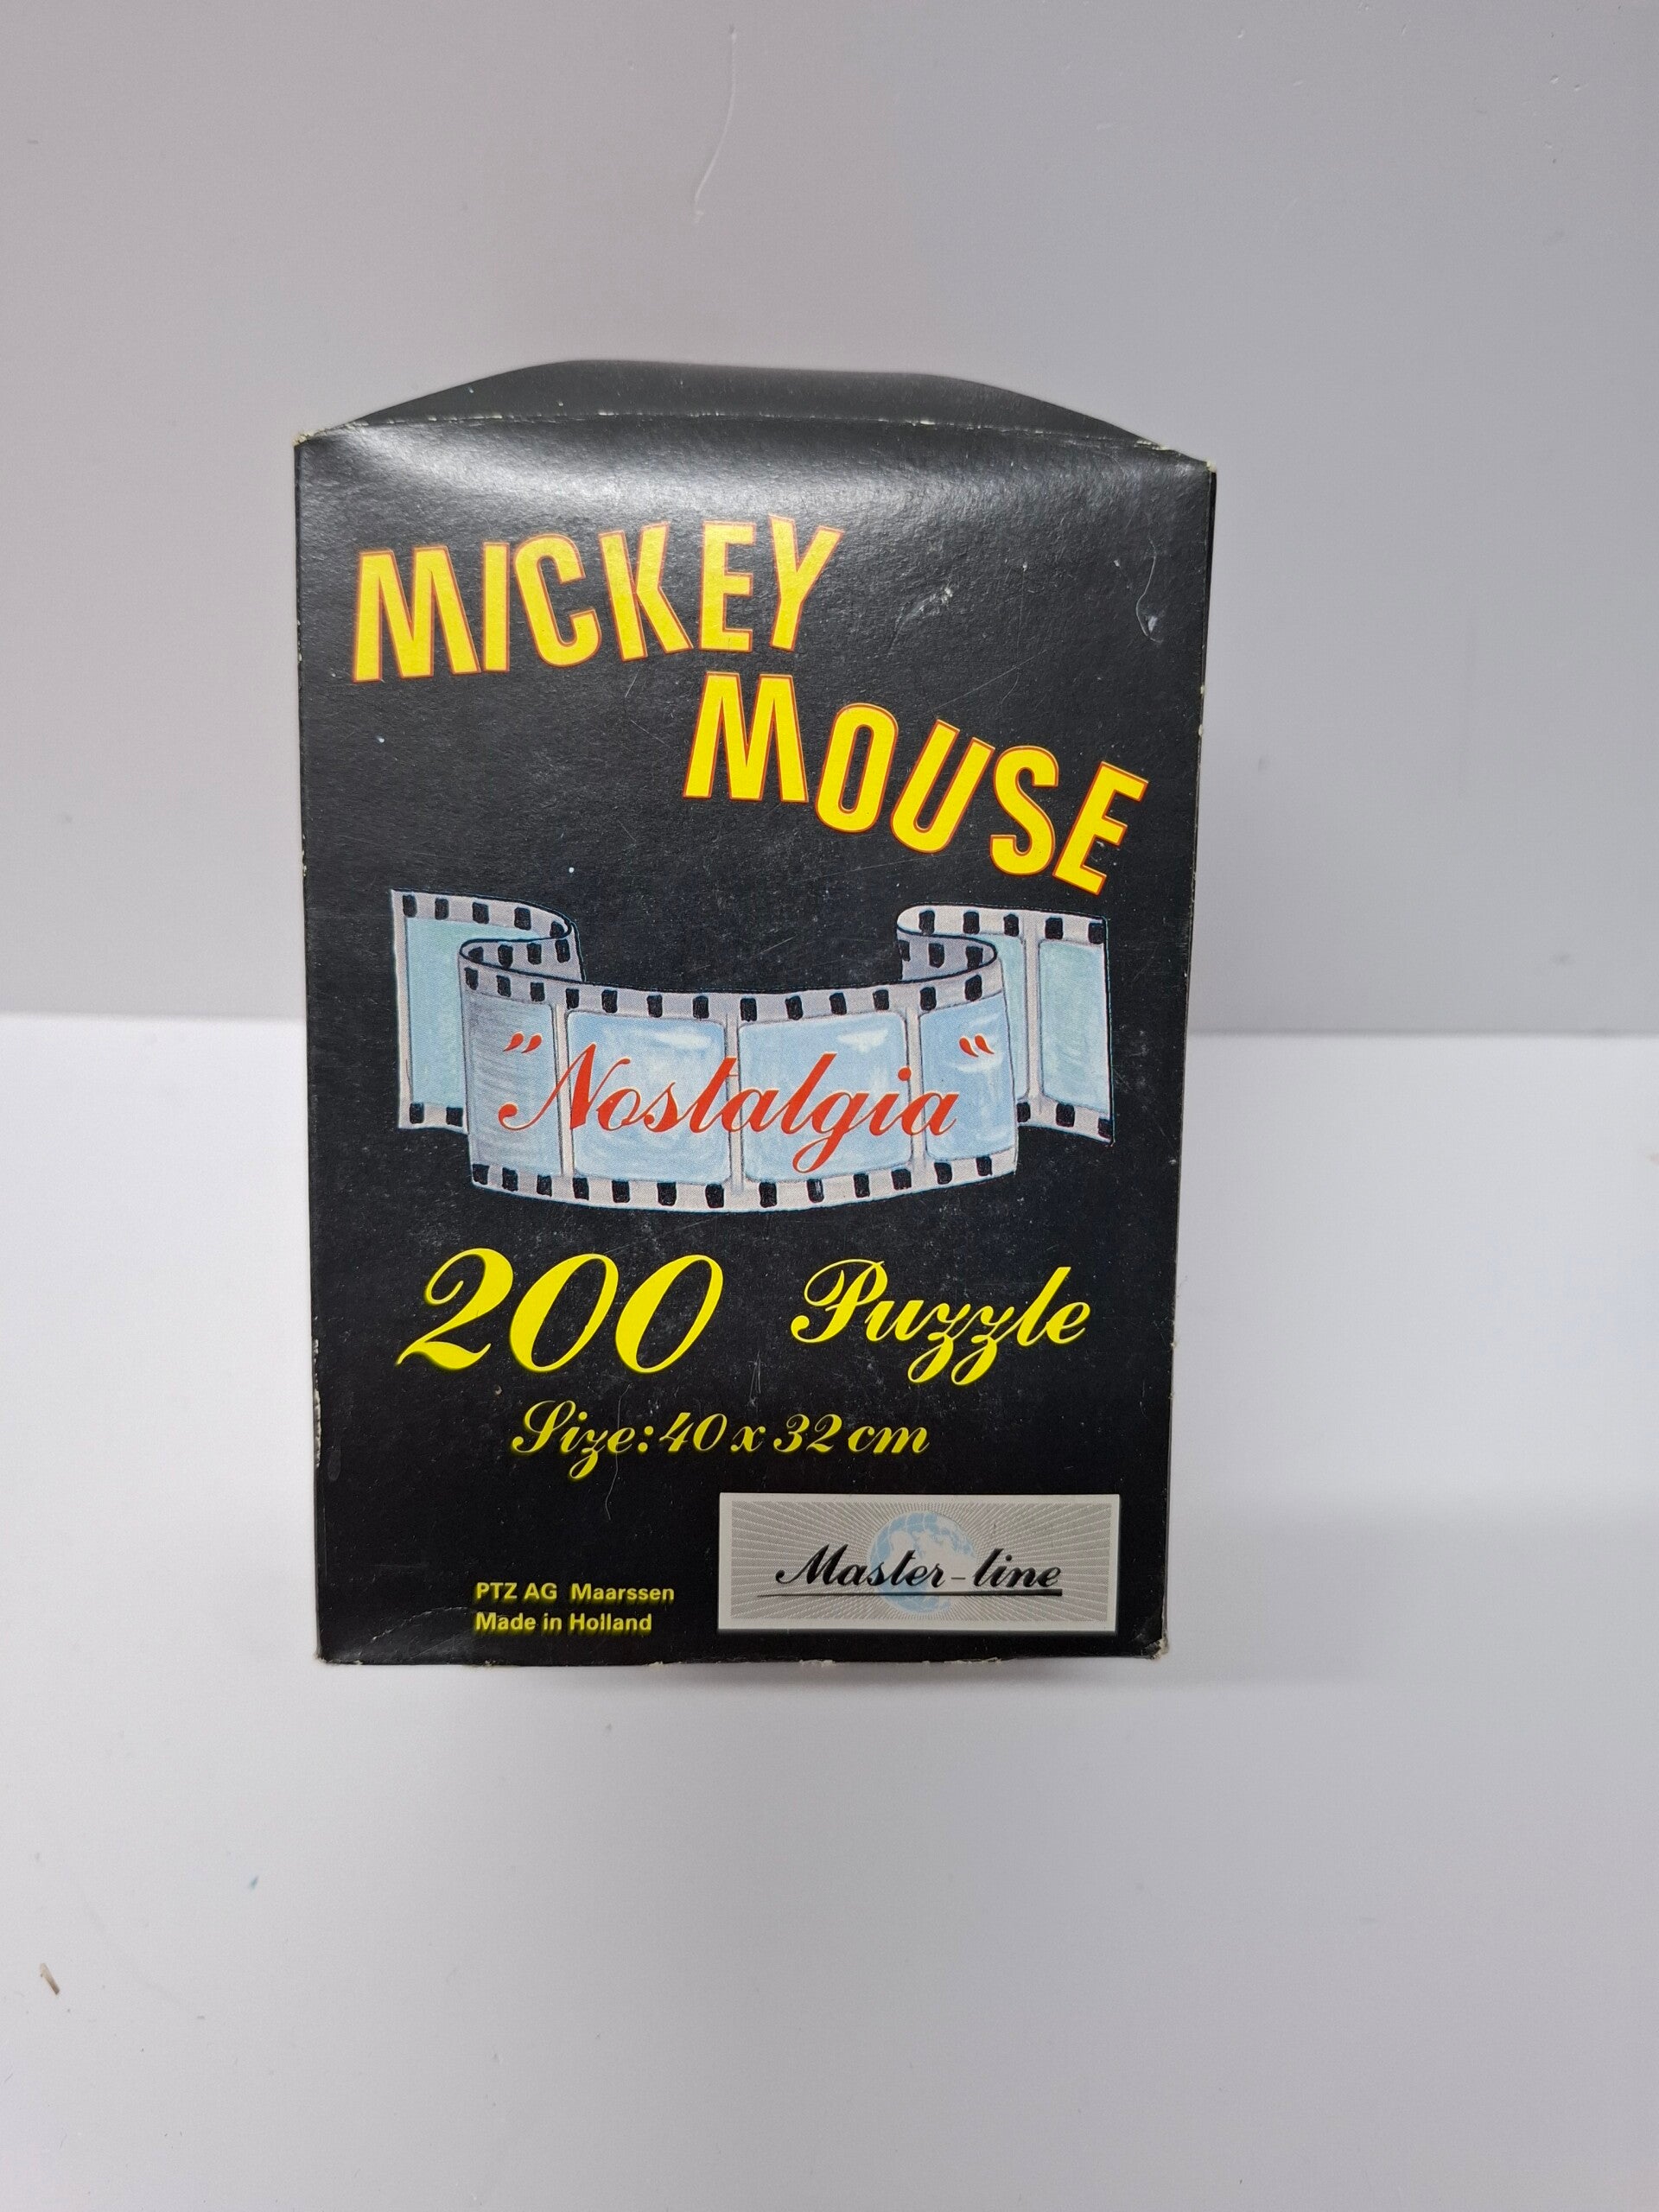 MICKEY
MOUSE
"Nostalgia"
200 Puzzle
Size: 40 x 32 cm
Master-line
PTZ AG Maarssen
Made in Holland